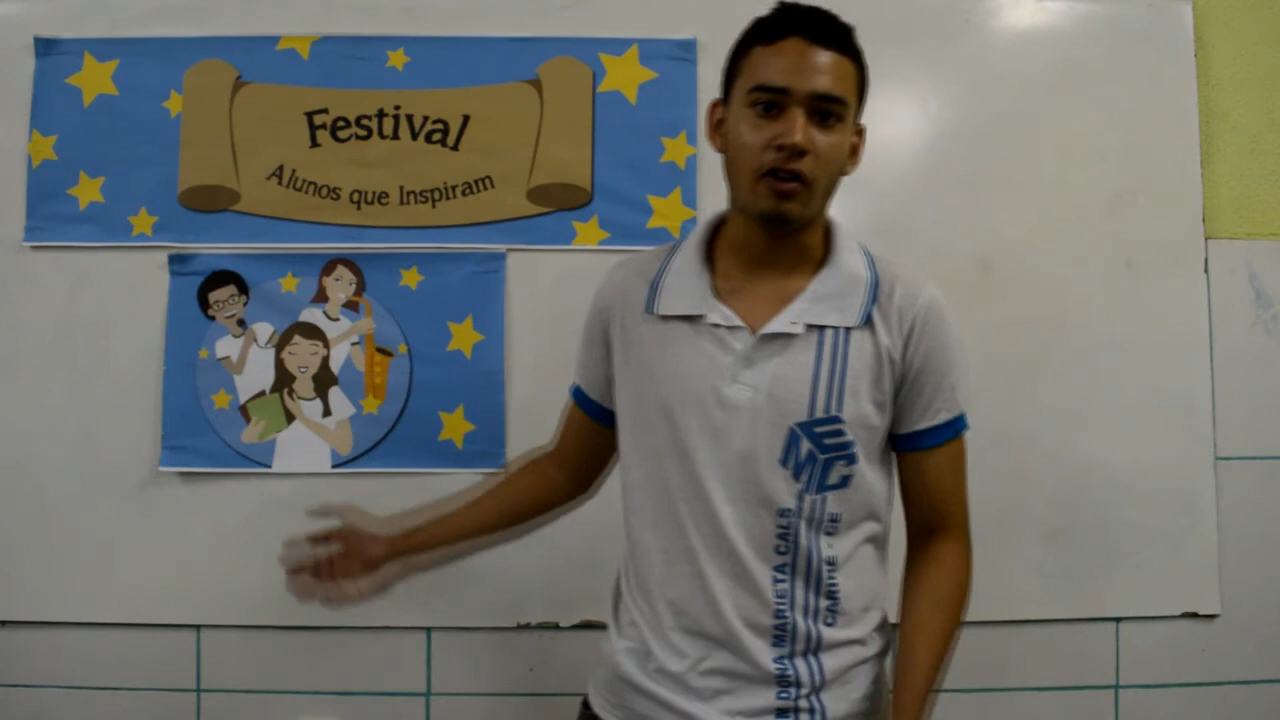 Festival
Alunos que Inspiram
EMC
DONA MARIETA CALS
CARIRÉ - CE